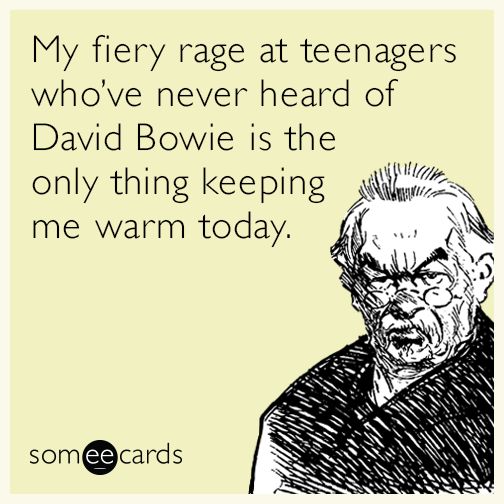 My fiery rage at teenagers
who've never heard of
David Bowie is the
only thing keeping
me warm today.
someecards